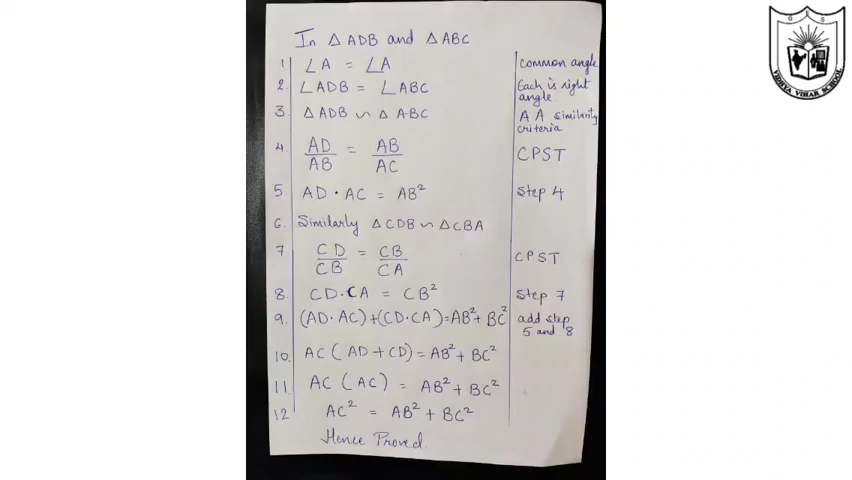 In △ADB and △ABC
1 ∠A = ∠A common angle
2. ∠ADB = ∠ABC Each is right angle.
3. △ADB ∽ △ABC AA similarity criteria
4. AD/AB = AB/AC CPST
5 AD·AC = AB² Step 4
6. Similarly △CDB ∽ △CBA
7 CD/CB = CB/CA CPST
8. CD·CA = CB² Step 7
9. (AD·AC)+(CD·CA)=AB²+BC² add step 5 and 8
10. AC(AD+CD)=AB²+BC²
11. AC(AC) = AB²+BC²
12 AC² = AB²+BC²
Hence Proved.
GES
VIDHYA VIHAR SCHOOL